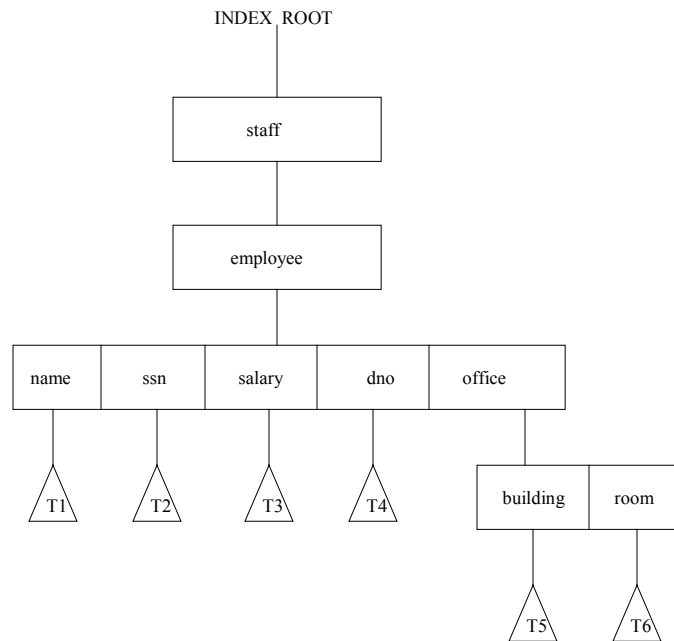 INDEX ROOT
staff
employee
name ssn salary dno office
T1 T2 T3 T4
building room
T5 T6